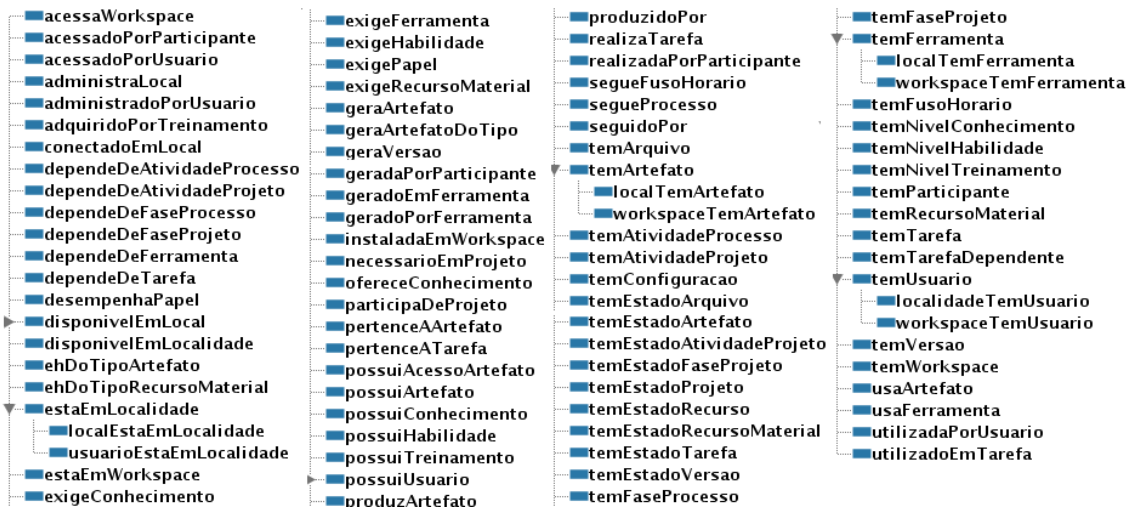 acessaWorkspace
acessadoPorParticipante
acessadoPorUsuario
administraLocal
administradoPorUsuario
adquiridoPorTreinamento
conectadoEmLocal
dependeDeAtividadeProcesso
dependeDeAtividadeProjeto
dependeDeFaseProcesso
dependeDeFaseProjeto
dependeDeFerramenta
dependeDeTarefa
desempenhaPapel
disponivelEmLocal
disponivelEmLocalidade
ehDoTipoArtefato
ehDoTipoRecursoMaterial
estaEmLocalidade
localEstaEmLocalidade
usuarioEstaEmLocalidade
estaEmWorkspace
exigeConhecimento
exigeFerramenta
exigeHabilidade
exigePapel
exigeRecursoMaterial
geraArtefato
geraArtefatoDoTipo
geraVersao
geradaPorParticipante
geradoEmFerramenta
geradoPorFerramenta
instaladaEmWorkspace
necessarioEmProjeto
ofereceConhecimento
participaDeProjeto
pertenceAArtefato
pertenceATarefa
possuiAcessoArtefato
possuiArtefato
possuiConhecimento
possuiHabilidade
possuiTreinamento
possuiUsuario
produzArtefato
produzidoPor
realizaTarefa
realizadaPorParticipante
segueFusoHorario
segueProcesso
seguidoPor
temArquivo
temArtefato
localTemArtefato
workspaceTemArtefato
temAtividadeProcesso
temAtividadeProjeto
temConfiguracao
temEstadoArquivo
temEstadoArtefato
temEstadoAtividadeProjeto
temEstadoFaseProjeto
temEstadoProjeto
temEstadoRecurso
temEstadoRecursoMaterial
temEstadoTarefa
temEstadoVersao
temFaseProcesso
temFaseProjeto
temFerramenta
localTemFerramenta
workspaceTemFerramenta
temFusoHorario
temNivelConhecimento
temNivelHabilidade
temNivelTreinamento
temParticipante
temRecursoMaterial
temTarefa
temTarefaDependente
temUsuario
localidadeTemUsuario
workspaceTemUsuario
temVersao
temWorkspace
usaArtefato
usaFerramenta
utilizadaPorUsuario
utilizadoEmTarefa